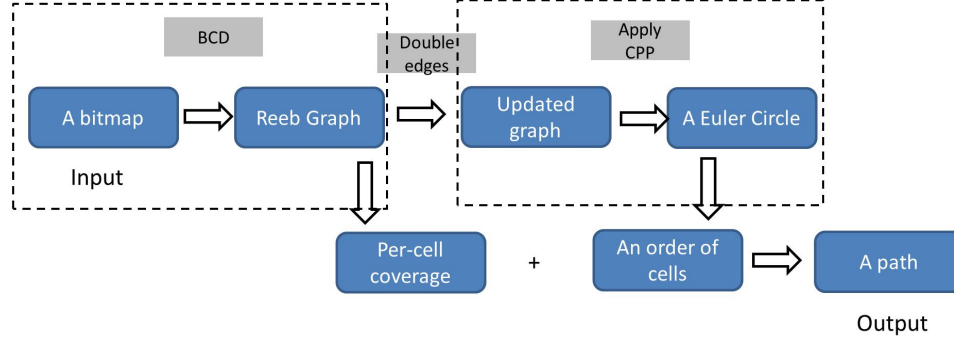 BCD
Double
edges
Apply
CPP
A bitmap
Reeb Graph
Updated
graph
A Euler Circle
Input
Per-cell
coverage
+
An order of
cells
A path
Output